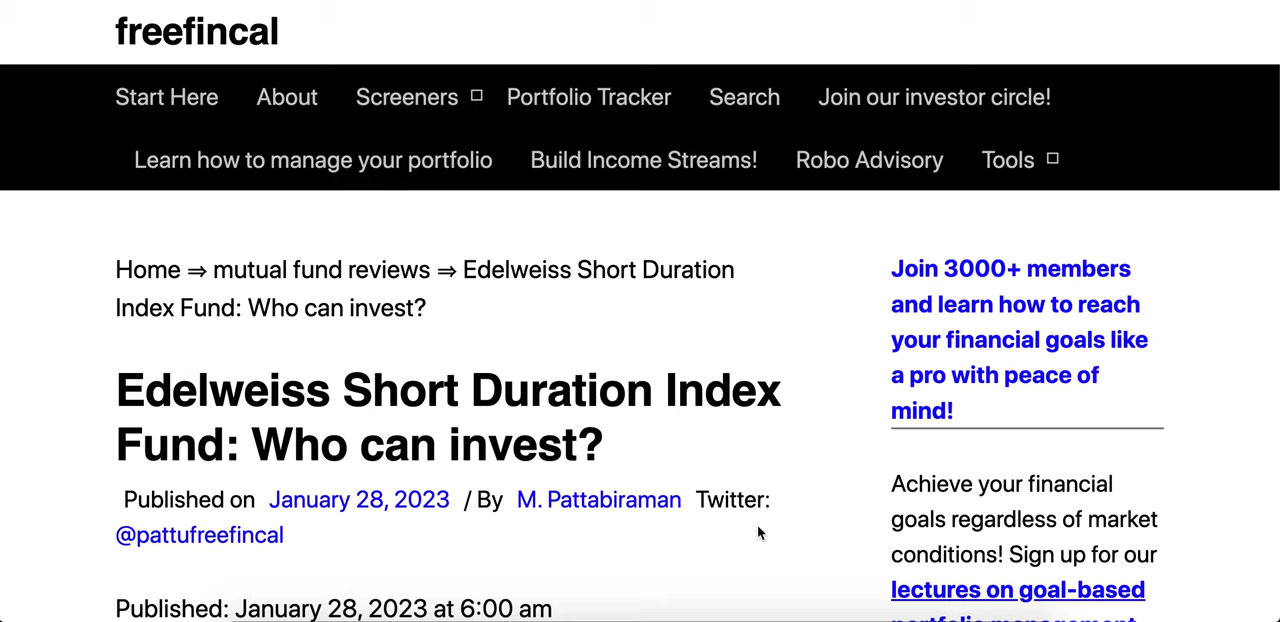 freefincal
Start Here About Screeners Portfolio Tracker Search Join our investor circle!
Learn how to manage your portfolio Build Income Streams! Robo Advisory Tools
Home ⇒ mutual fund reviews ⇒ Edelweiss Short Duration
Index Fund: Who can invest?
Edelweiss Short Duration Index
Fund: Who can invest?
Published on January 28, 2023 / By M. Pattabiraman Twitter:
@pattufreefincal
Published: January 28, 2023 at 6:00 am
Join 3000+ members
and learn how to reach
your financial goals like
a pro with peace of
mind!
Achieve your financial
goals regardless of market
conditions! Sign up for our
lectures on goal-based
portfolio management